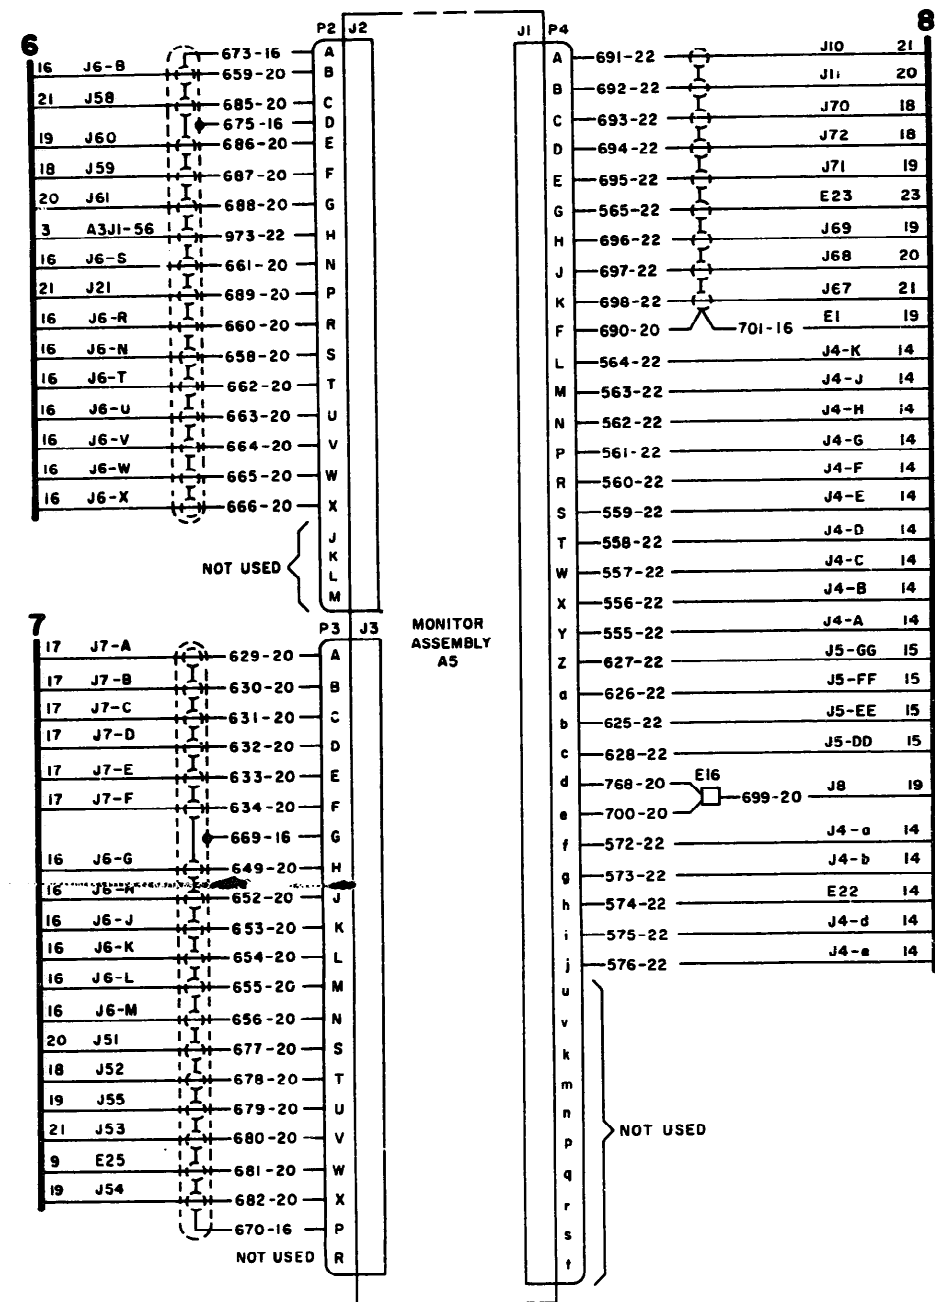 P2 J2
6
673-16 A
16 J6-B 659-20 B
21 J58 685-20 C
675-16 D
19 J60 686-20 E
18 J59 687-20 F
20 J61 688-20 G
3 A3J1-56 973-22 H
16 J6-S 661-20 N
21 J21 689-20 P
16 J6-R 660-20 R
16 J6-N 658-20 S
16 J6-T 662-20 T
16 J6-U 663-20 U
16 J6-V 664-20 V
16 J6-W 665-20 W
16 J6-X 666-20 X
NOT USED
J
K
L
M
7
P3 J3
17 J7-A 629-20 A
17 J7-B 630-20 B
17 J7-C 631-20 C
17 J7-D 632-20 D
17 J7-E 633-20 E
17 J7-F 634-20 F
669-16 G
16 J6-G 649-20 H
16 J6-H 652-20 J
16 J6-J 653-20 K
16 J6-K 654-20 L
16 J6-L 655-20 M
16 J6-M 656-20 N
20 J51 677-20 S
18 J52 678-20 T
19 J55 679-20 U
21 J53 680-20 V
9 E25 681-20 W
19 J54 682-20 X
670-16 P
NOT USED R
MONITOR
ASSEMBLY
A5
J1 P4
8
A 691-22 J10 21
B 692-22 J11 20
C 693-22 J70 18
D 694-22 J72 18
E 695-22 J71 19
G 565-22 E23 23
H 696-22 J69 19
J 697-22 J68 20
K 698-22 J67 21
F 690-20 701-16 E1 19
L 564-22 J4-K 14
M 563-22 J4-J 14
N 562-22 J4-H 14
P 561-22 J4-G 14
R 560-22 J4-F 14
S 559-22 J4-E 14
T 558-22 J4-D 14
W 557-22 J4-C 14
X 556-22 J4-B 14
Y 555-22 J4-A 14
Z 627-22 J5-GG 15
a 626-22 J5-FF 15
b 625-22 J5-EE 15
c 628-22 J5-DD 15
d 768-20 E16
699-20 J8 19
e 700-20
f 572-22 J4-a 14
g 573-22 J4-b 14
h 574-22 E22 14
i 575-22 J4-d 14
j 576-22 J4-e 14
u
v
k
m
n
p
NOT USED
q
r
s
t